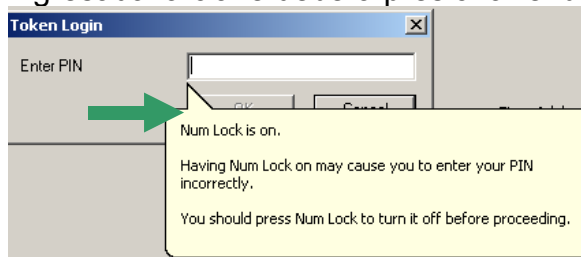 Token Login
Enter PIN
Cancel
Num Lock is on.
Having Num Lock on may cause you to enter your PIN
incorrectly.
You should press Num Lock to turn it off before proceeding.